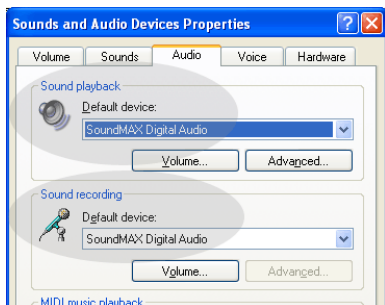 Sounds and Audio Devices Properties
Volume Sounds Audio Voice Hardware
Sound playback
Default device:
SoundMAX Digital Audio
Volume... Advanced...
Sound recording
Default device:
SoundMAX Digital Audio
Volume... Advanced...
MIDI music playback